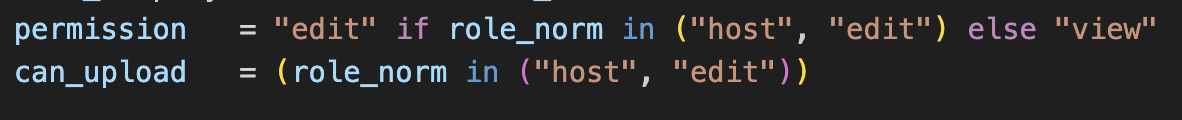 permission   = "edit" if role_norm in ("host", "edit") else "view"
can_upload   = (role_norm in ("host", "edit"))